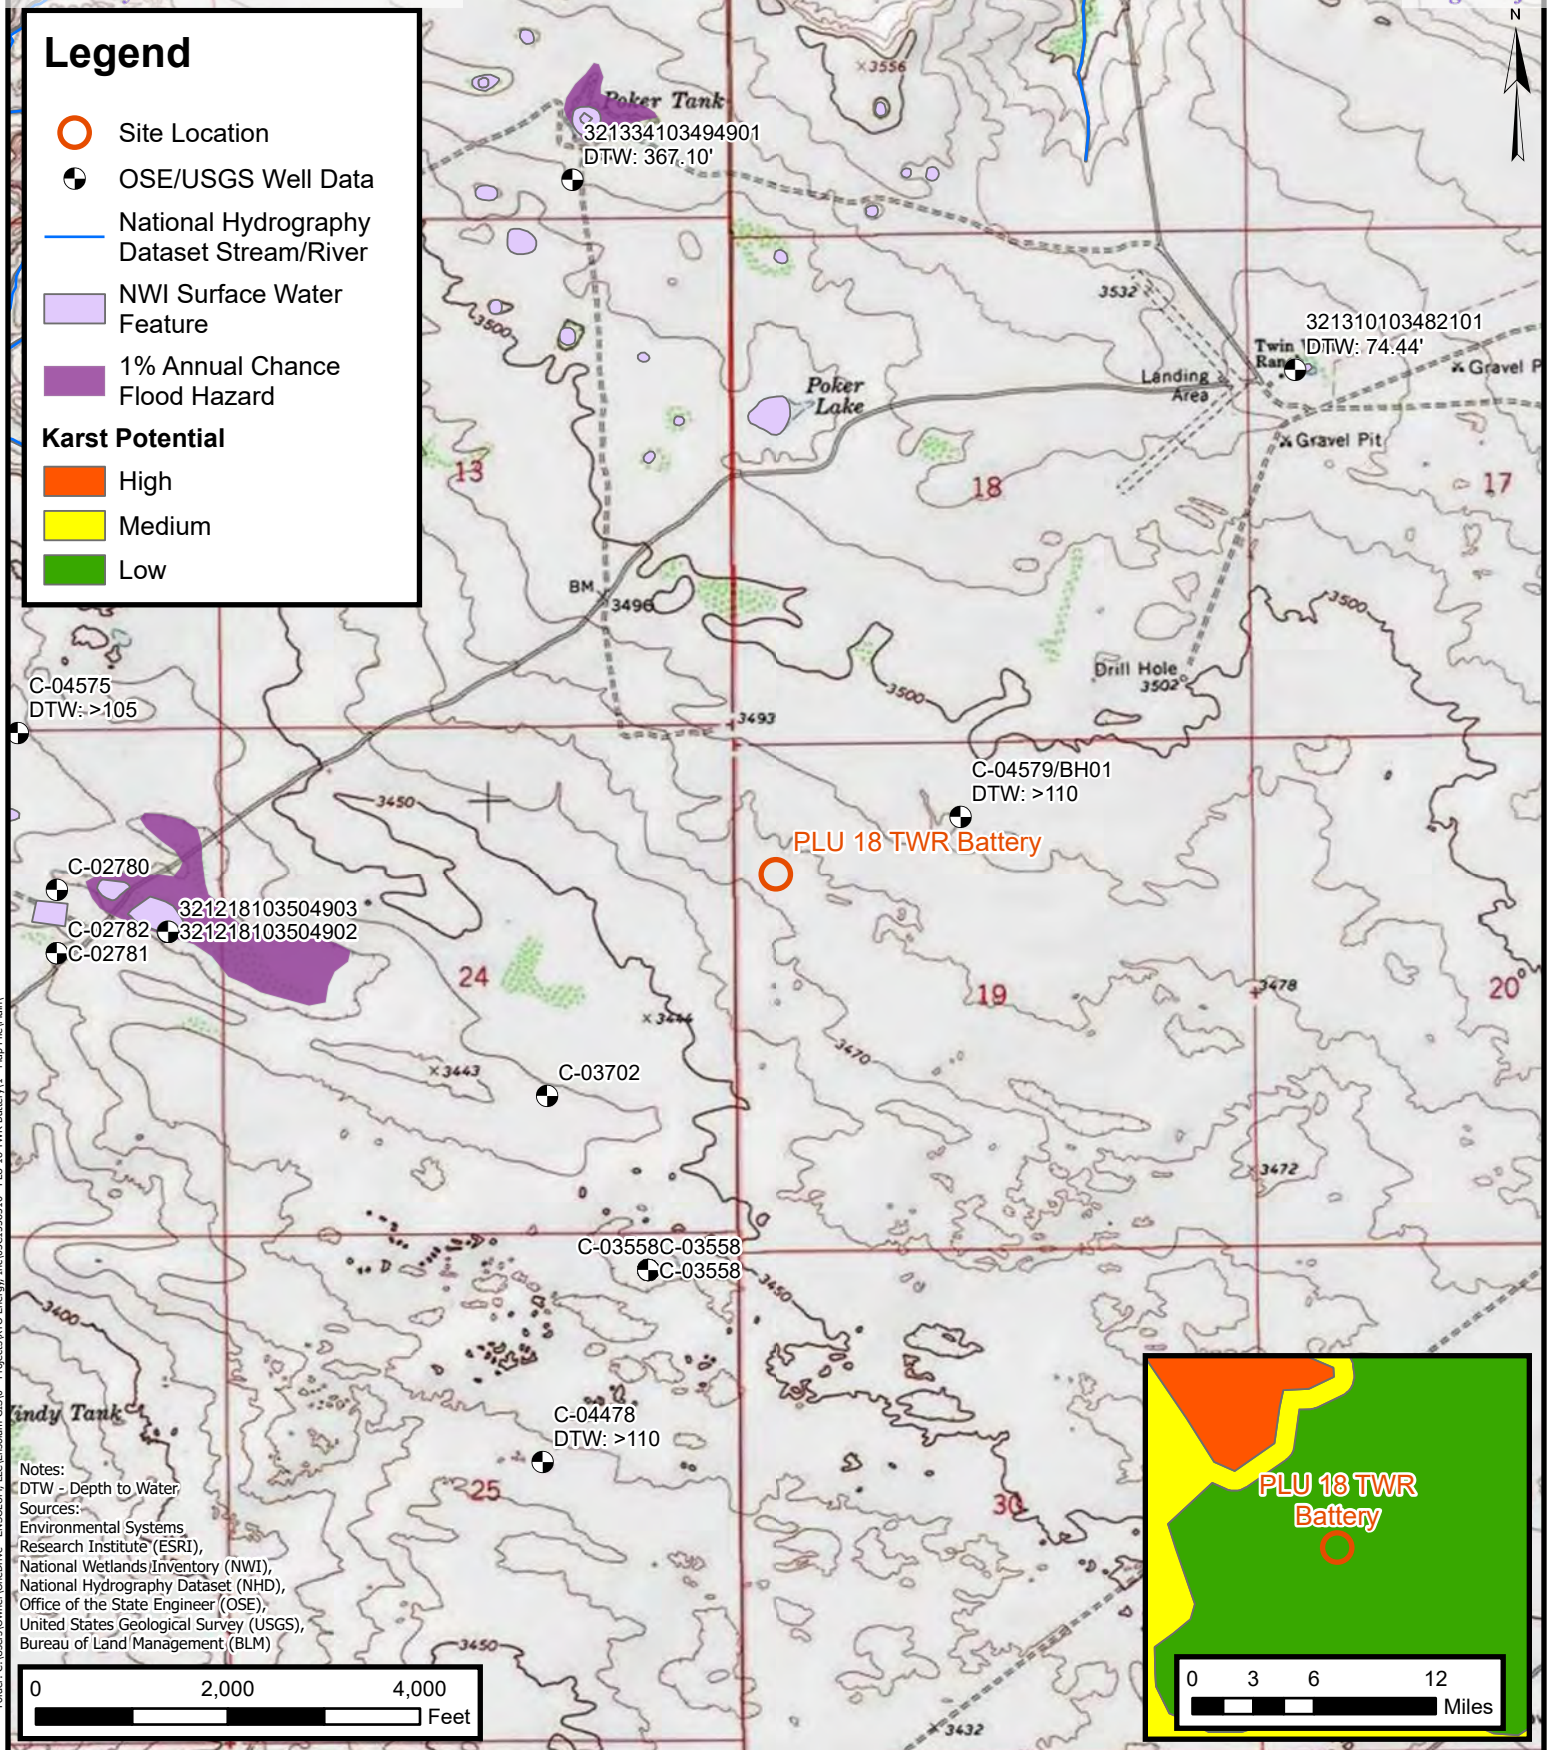 N
Legend
Site Location
OSE/USGS Well Data
National Hydrography
Dataset Stream/River
NWI Surface Water
Feature
1% Annual Chance
Flood Hazard
Karst Potential
High
Medium
Low
3556
Poker Tank
321334103494901
DTW: 367.10'
3532
3500
321310103482101
DTW: 74.44'
Twin
Landing
Area
Gravel P
Poker
Lake
Gravel Pit
13
18
17
BM
3496
3500
Drill Hole
3502
3500
C-04575
DTW: >105
3493
C-04579/BH01
DTW: >110
3450
PLU 18 TWR Battery
C-02780
321218103504903
321218103504902
C-02782
C-02781
24
19
20
3478
3444
3470
3443
C-03702
3472
C-03558C-03558
C-03558
3450
3400
indy Tank
C-04478
DTW: >110
25
30
Notes:
DTW - Depth to Water
Sources:
Environmental Systems
Research Institute (ESRI),
National Wetlands Inventory (NWI),
National Hydrography Dataset (NHD),
Office of the State Engineer (OSE),
United States Geological Survey (USGS),
Bureau of Land Management (BLM)
3450
3432
0 2,000 4,000
Feet
PLU 18 TWR
Battery
0 3 6 12
Miles